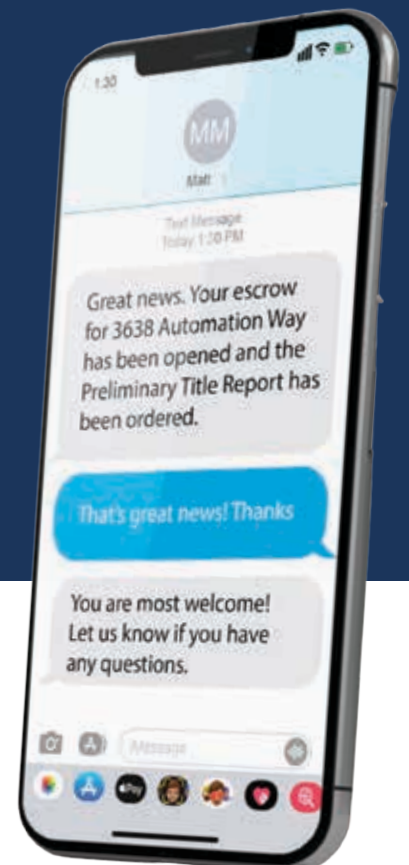 1:30
MM
Matt
Text Message
Today 1:30 PM
Great news. Your escrow
for 3638 Automation Way
has been opened and the
Preliminary Title Report has
been ordered.
That's great news! Thanks
You are most welcome!
Let us know if you have
any questions.
Message
Pay